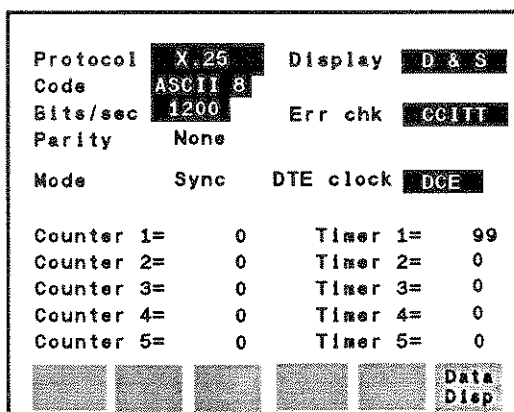 Protocol X.25 Display D & S
Code ASCII 8
Bits/sec 1200 Err chk CCITT
Parity None
Mode Sync DTE clock DCE
Counter 1= 0 Timer 1= 99
Counter 2= 0 Timer 2= 0
Counter 3= 0 Timer 3= 0
Counter 4= 0 Timer 4= 0
Counter 5= 0 Timer 5= 0
Data
Disp